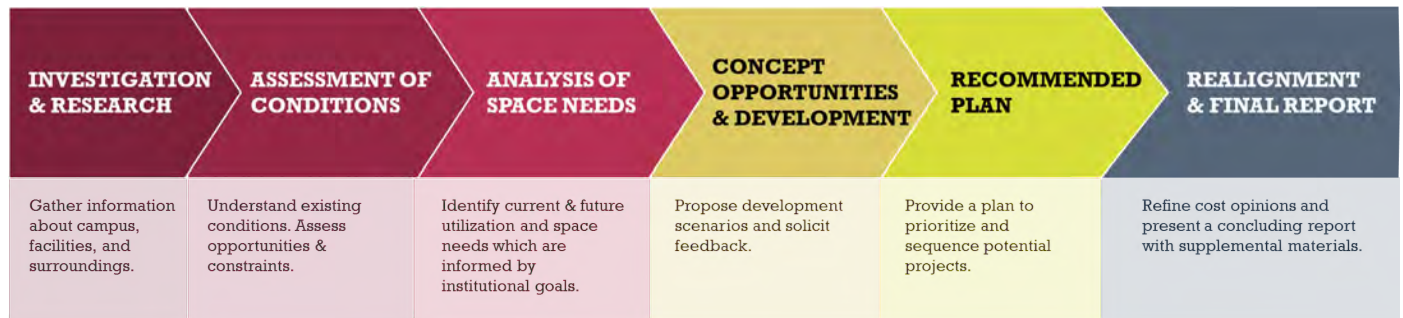 INVESTIGATION
& RESEARCH
ASSESSMENT OF
CONDITIONS
ANALYSIS OF
SPACE NEEDS
CONCEPT
OPPORTUNITIES
& DEVELOPMENT
RECOMMENDED
PLAN
REALIGNMENT
& FINAL REPORT
Gather information
about campus,
facilities, and
surroundings.
Understand existing
conditions. Assess
opportunities &
constraints.
Identify current & future
utilization and space
needs which are
informed by
institutional goals.
Propose development
scenarios and solicit
feedback.
Provide a plan to
prioritize and
sequence potential
projects.
Refine cost opinions and
present a concluding report
with supplemental materials.